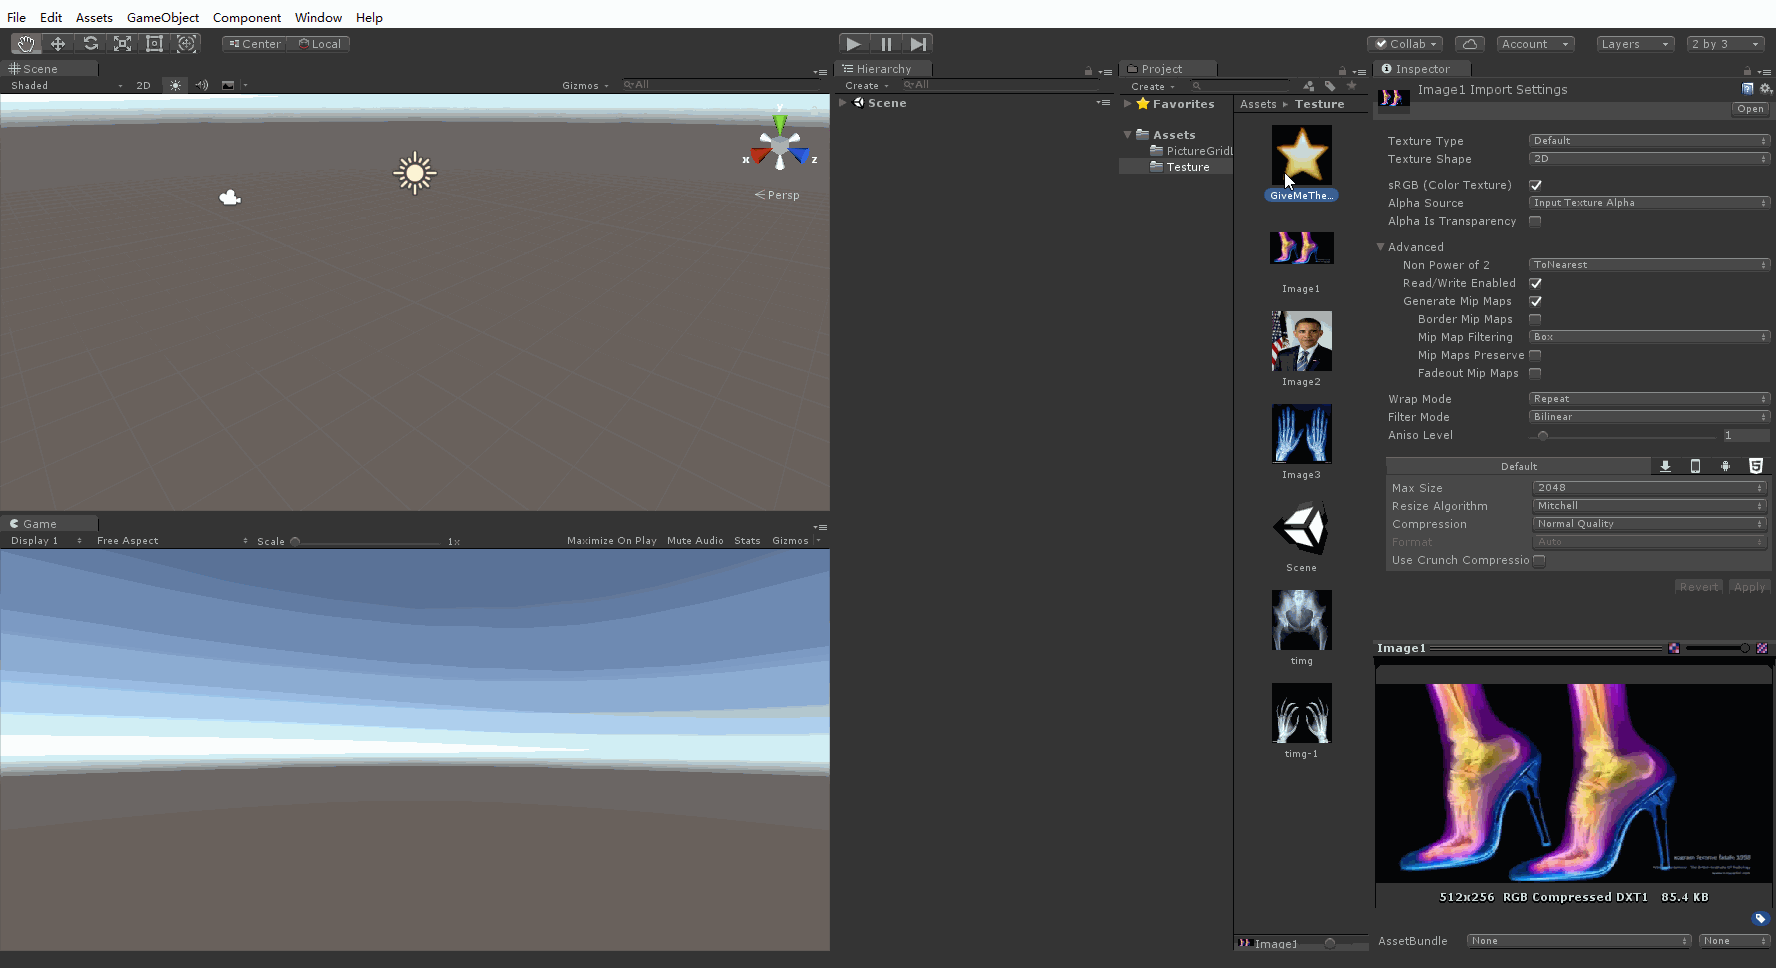 File Edit Assets GameObject Component Window Help
Center Local
Collab Account Layers 2 by 3
Scene
Shaded 2D Gizmos All
y
x z
Persp
Game
Display 1 Free Aspect Scale 1x Maximize On Play Mute Audio Stats Gizmos
Hierarchy
Create All
Scene
Project
Create
Favorites
Assets
PictureGridL
Testure
Assets Texture
GiveMeThe...
Image1
Image2
Image3
Scene
timg
timg-1
Image1
Inspector
Image1 Import Settings
Open
Texture Type Default
Texture Shape 2D
sRGB (Color Texture)
Alpha Source Input Texture Alpha
Alpha Is Transparency
Advanced
Non Power of 2 ToNearest
Read/Write Enabled
Generate Mip Maps
Border Mip Maps
Mip Map Filtering Box
Mip Maps Preserve
Fadeout Mip Maps
Wrap Mode Repeat
Filter Mode Bilinear
Aniso Level 1
Default
Max Size 2048
Resize Algorithm Mitchell
Compression Normal Quality
Format Auto
Use Crunch Compressio
Revert Apply
Image1
512x256 RGB Compressed DXT1 85.4 KB
AssetBundle None None